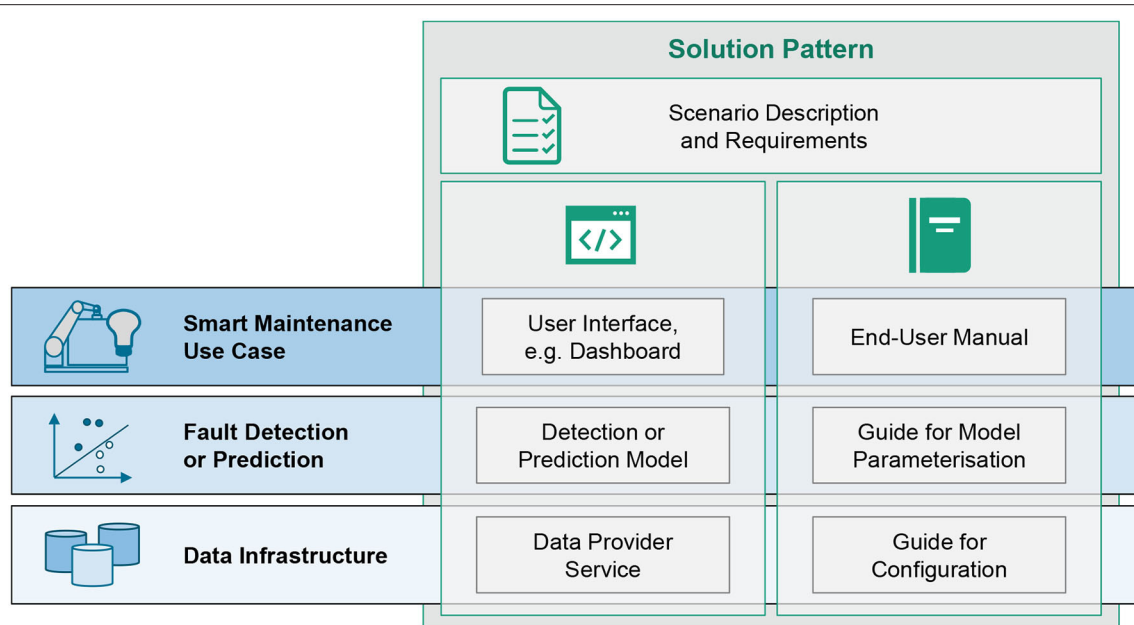 Solution Pattern
Scenario Description
and Requirements
</>
Smart Maintenance
Use Case
User Interface,
e.g. Dashboard
End-User Manual
Fault Detection
or Prediction
Detection or
Prediction Model
Guide for Model
Parameterisation
Data Infrastructure
Data Provider
Service
Guide for
Configuration